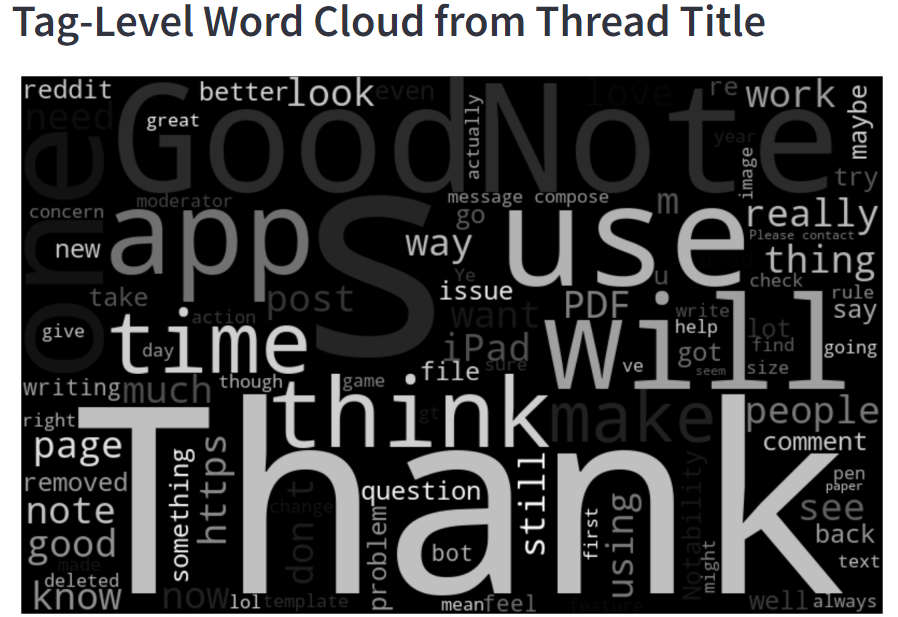 Tag-Level Word Cloud from Thread Title
reddit
better
look
even
love
re
work
maybe
need
great
GoodNote
actually
year
image
try
one
concern
moderator
message compose
m
really
app
S
go
use
Please contact
new
way
thing
Ye
u
check
take
post
issue
want
PDF
write
rule
say
give
action
time
day
iPad
sure
Will
help
lot
find
going
got
ve
seem
size
writing
much
though
game
file
right
think
gt
make
people
page
Thank
comment
removed
something
https
question
still
pen
paper
note
don t
change
problem
bot
first
using
Notability
might
see
back
good
made
deleted
text
know
now
lol
template
mean
feel
feature
well
always